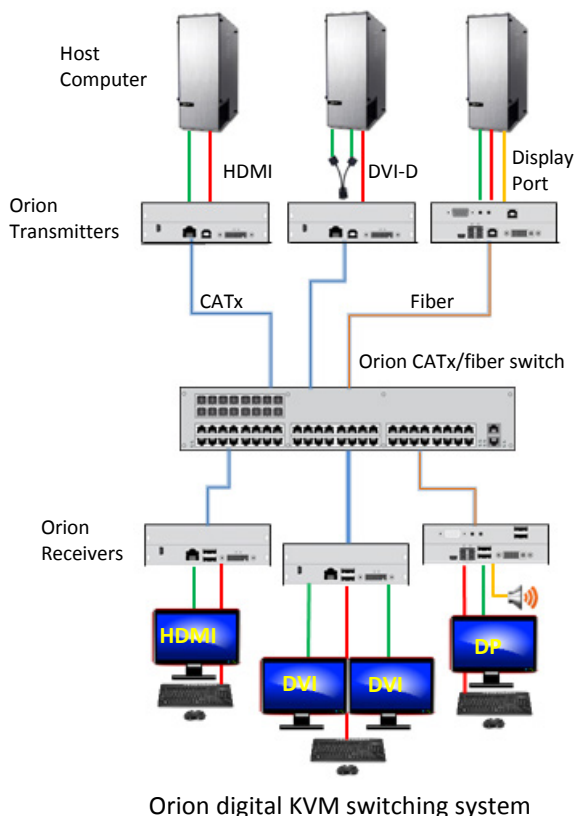 Host
Computer
HDMI
DVI-D
Display
Port
Orion
Transmitters
CATx
Fiber
Orion CATx/fiber switch
Orion
Receivers
HDMI
DVI
DVI
DP
Orion digital KVM switching system